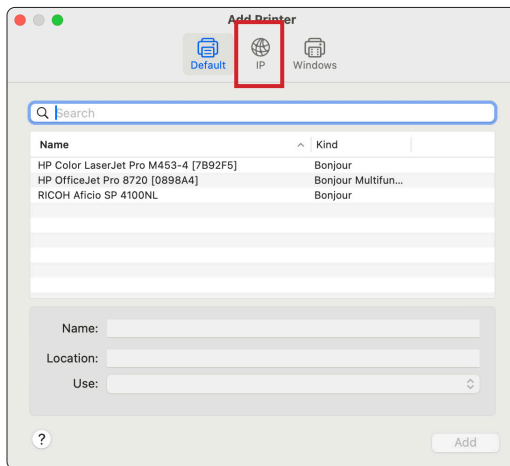 Add Printer
Default IP Windows
Search
Name Kind
HP Color LaserJet Pro M453-4 [7B92F5] Bonjour
HP OfficeJet Pro 8720 [0898A4] Bonjour Multifun...
RICOH Aficio SP 4100NL Bonjour
Name:
Location:
Use:
? Add